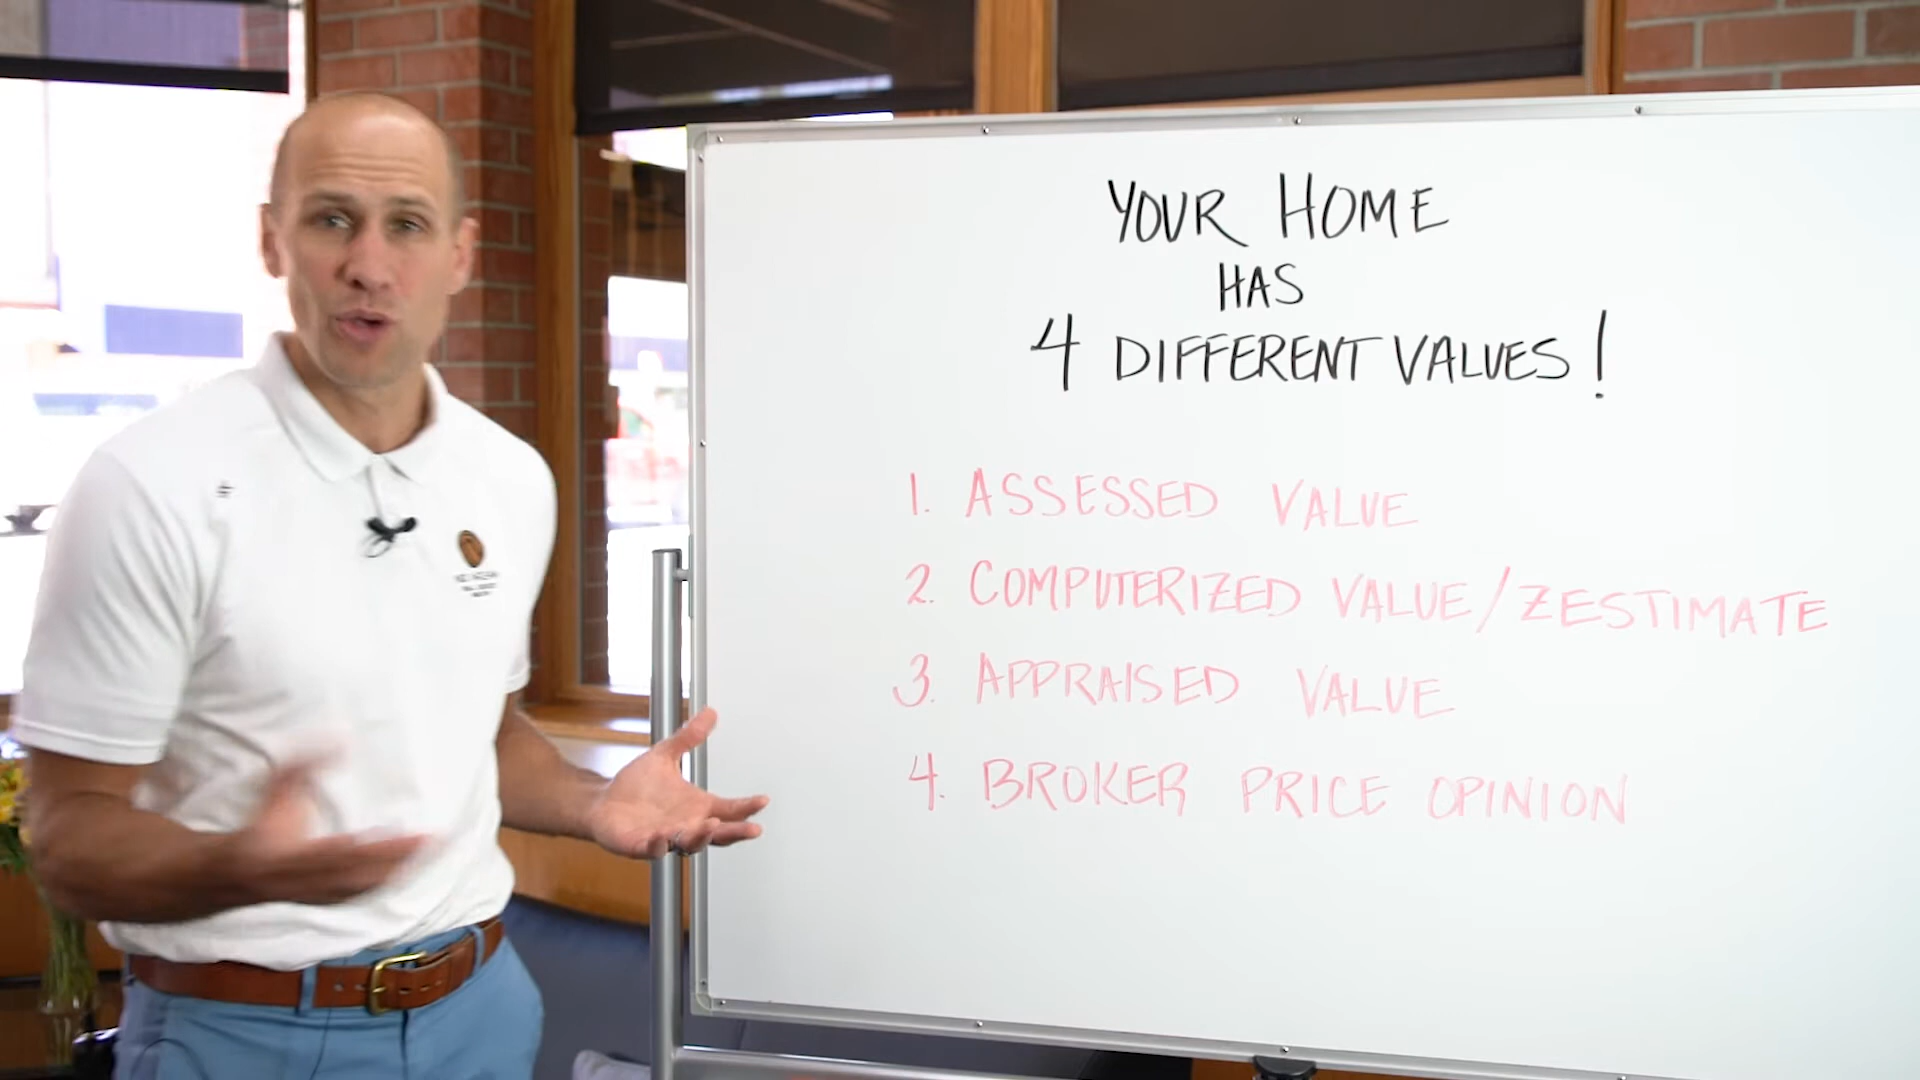 YOUR HOME
HAS
4 DIFFERENT VALUES!
1. ASSESSED VALUE
2. COMPUTERIZED VALUE/ZESTIMATE
3. APPRAISED VALUE
4. BROKER PRICE OPINION